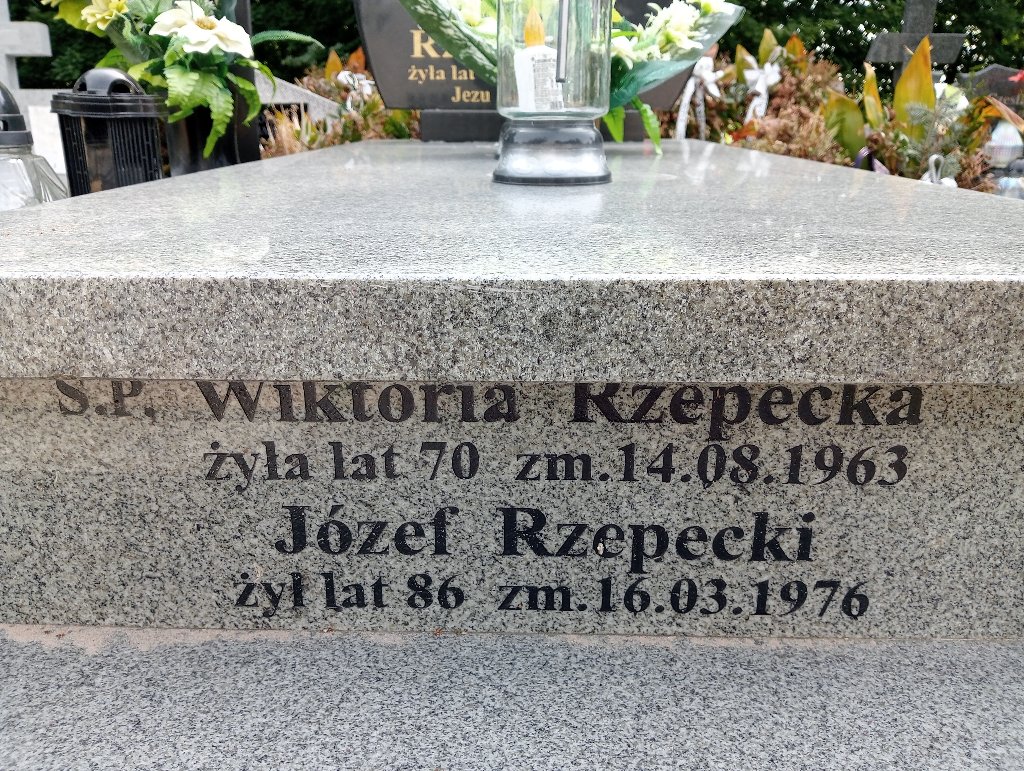 żyła lat
Jezu
Ś.P. Wiktoria Rzepecka
żyła lat 70 zm.14.08.1963
Józef Rzepecki
żył lat 86 zm.16.03.1976